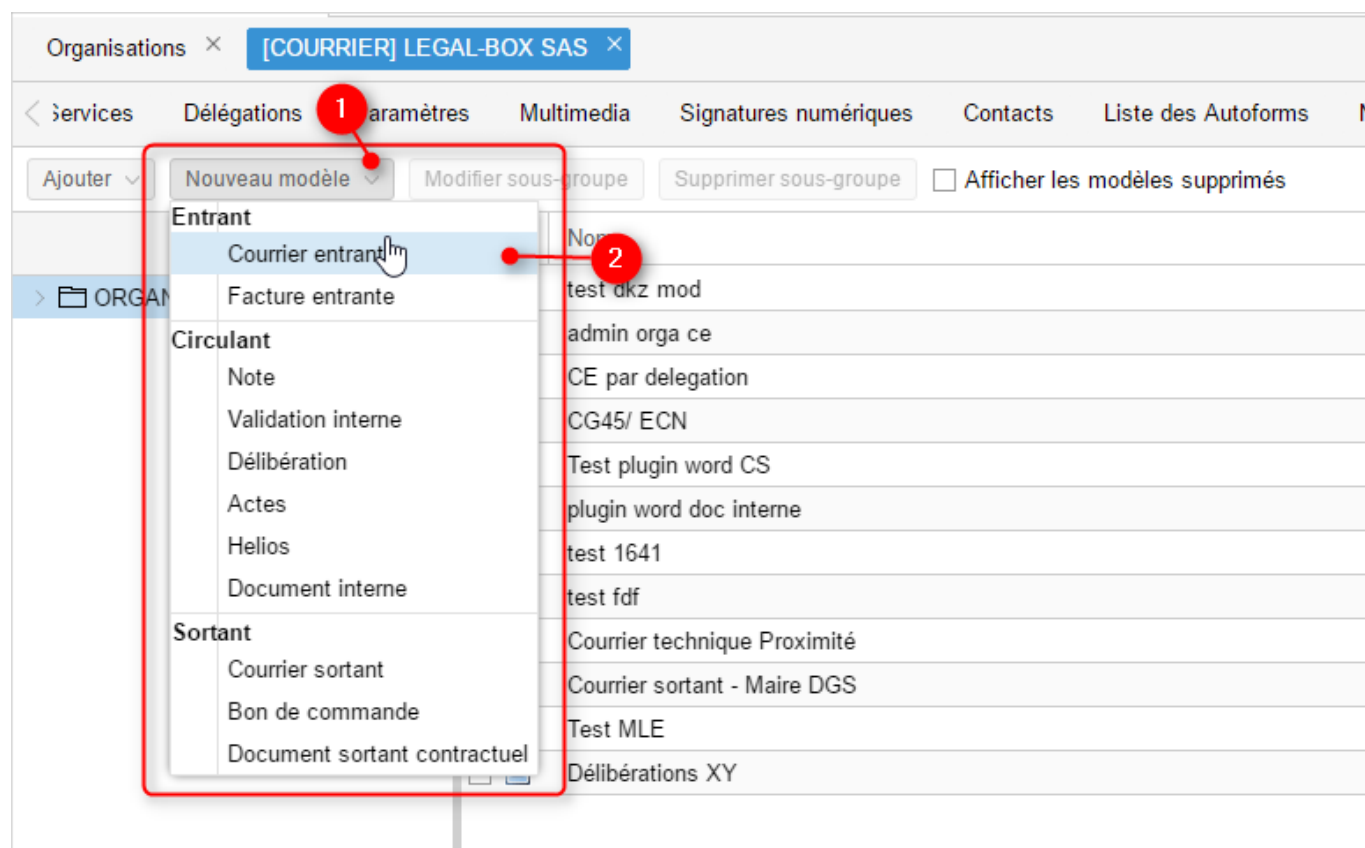 Organisations ×
[COURRIER] LEGAL-BOX SAS ×
Services Délégations 1 Paramètres Multimedia Signatures numériques Contacts Liste des Autoforms
Ajouter Nouveau modèle Modifier sous-groupe Supprimer sous-groupe Afficher les modèles supprimés
Entrant
Courrier entrant
2
Facture entrante
Circulant
Note
Validation interne
Délibération
Actes
Helios
Document interne
Sortant
Courrier sortant
Bon de commande
Document sortant contractuel
Nom
test dkz mod
admin orga ce
CE par delegation
CG45/ ECN
Test plugin word CS
plugin word doc interne
test 1641
test fdf
Courrier technique Proximité
Courrier sortant - Maire DGS
Test MLE
Délibérations XY